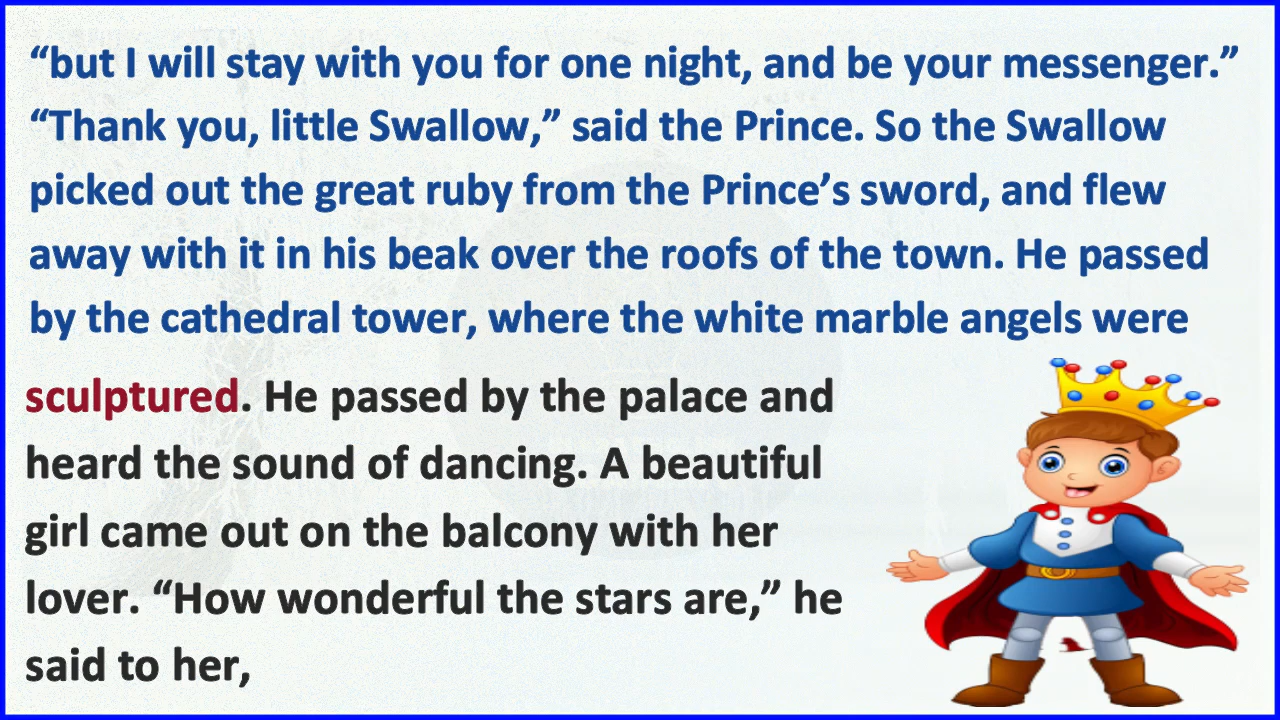 “but I will stay with you for one night, and be your messenger.”
“Thank you, little Swallow,” said the Prince. So the Swallow
picked out the great ruby from the Prince’s sword, and flew
away with it in his beak over the roofs of the town. He passed
by the cathedral tower, where the white marble angels were
sculptured. He passed by the palace and
heard the sound of dancing. A beautiful
girl came out on the balcony with her
lover. “How wonderful the stars are,” he
said to her,